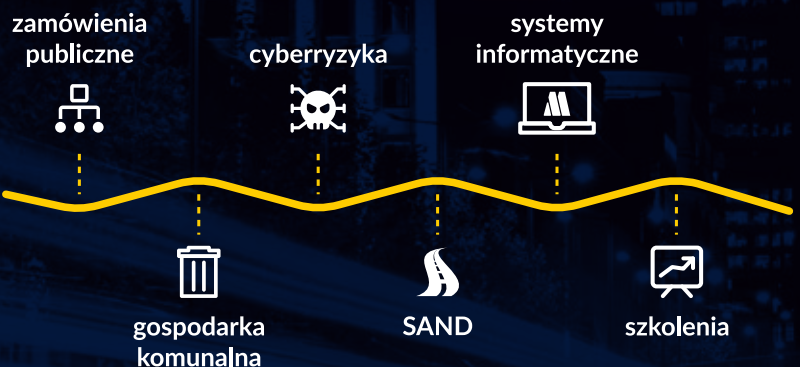 zamówienia
publiczne
cyberryzyka
systemy
informatyczne
gospodarka
komunalna
SAND
szkolenia